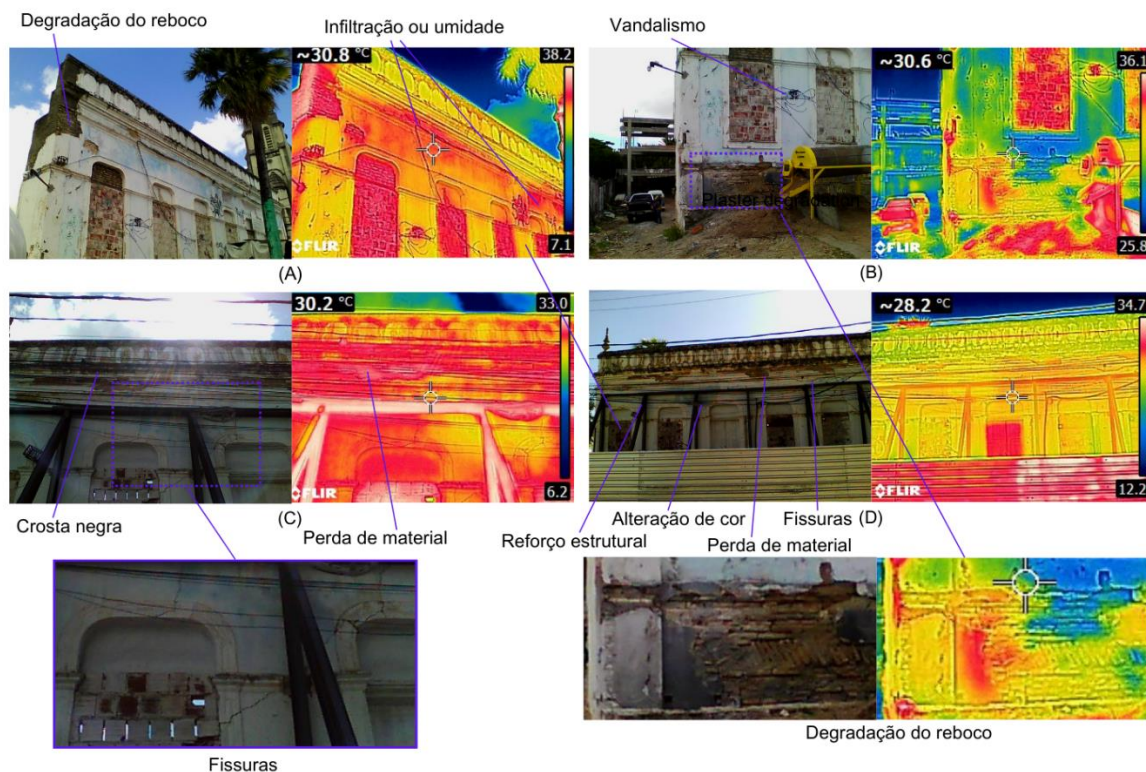 Degradação do reboco
Infiltração ou umidade
Vandalismo
~30.8 °C
38.2
7.1
FLIR
(A)
~30.6 °C
36.1
25.8
Plaster degradation
FLIR
(B)
30.2 °C
33.0
6.2
FLIR
(C)
~28.2 °C
34.7
12.2
FLIR
(D)
Crosta negra
Perda de material
Reforço estrutural
Alteração de cor
Perda de material
Fissuras
Fissuras
Degradação do reboco